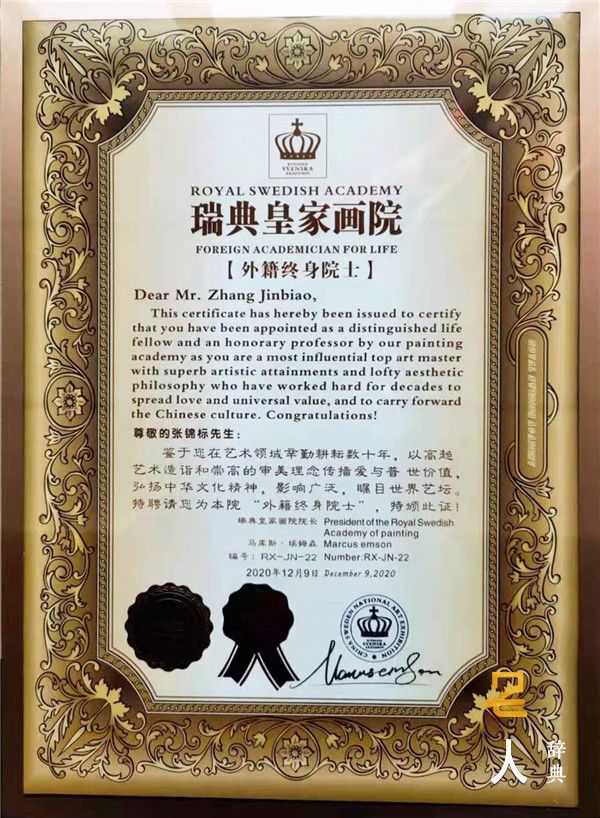 KUNGLIGA
SVENSKA
AKADEMIEN
ROYAL SWEDISH ACADEMY
瑞典皇家画院
FOREIGN ACADEMICIAN FOR LIFE
【外籍终身院士】
Dear Mr. Zhang Jinbiao,
This certificate has hereby been issued to certify
that you have been appointed as a distinguished life
fellow and an honorary professor by our painting
academy as you are a most influential top art master
with superb artistic attainments and lofty aesthetic
philosophy who have worked hard for decades to
spread love and universal value, and to carry forward
the Chinese culture. Congratulations!
尊敬的张锦标先生：
鉴于您在艺术领域辛勤耕耘数十年，以高超
艺术造诣和崇高的审美理念传播爱与普世价值，
弘扬中华文化精神，影响广泛，瞩目世界艺坛。
特聘请您为本院“外籍终身院士”，特颁此证！
瑞典皇家画院院长 President of the Royal Swedish
Academy of painting
马库斯·埃姆森 Marcus emson
编号：RX-JN-22 Number:RX-JN-22
2020年12月9日 December 9,2020
CHINA SWEDEN NATIONAL ART EXHIBITION
SVENSKA
Marcus emson
人
辞典